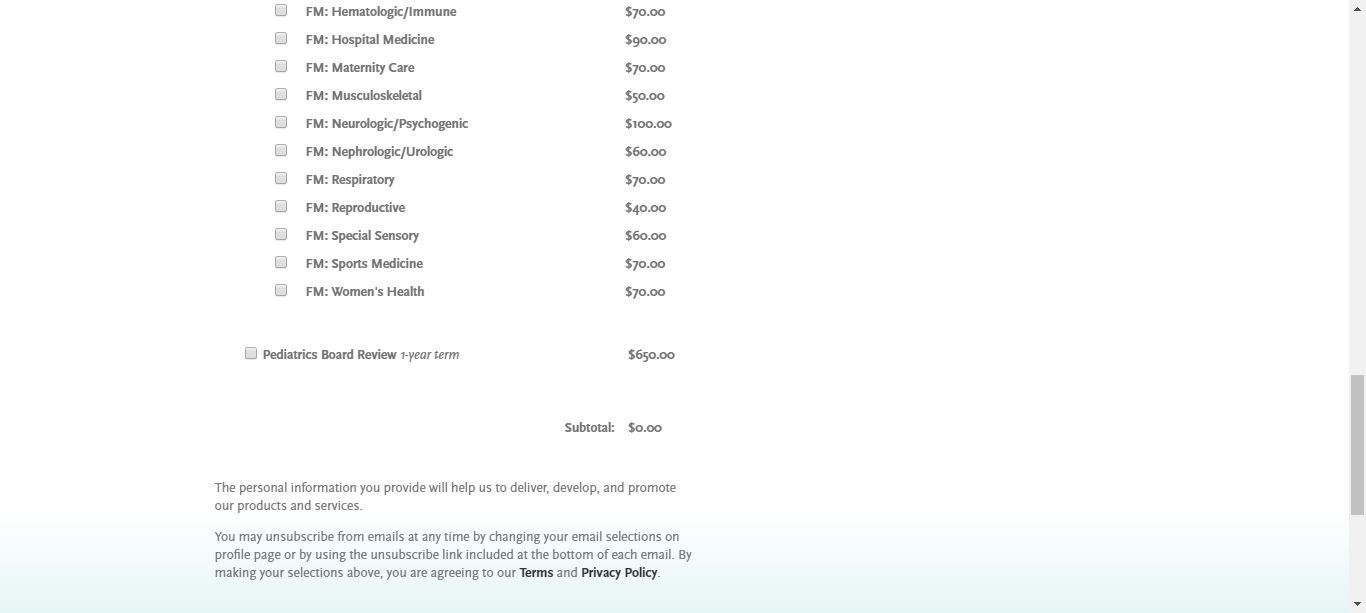 FM: Hematologic/Immune $70.00
FM: Hospital Medicine $90.00
FM: Maternity Care $70.00
FM: Musculoskeletal $50.00
FM: Neurologic/Psychogenic $100.00
FM: Nephrologic/Urologic $60.00
FM: Respiratory $70.00
FM: Reproductive $40.00
FM: Special Sensory $60.00
FM: Sports Medicine $70.00
FM: Women's Health $70.00
Pediatrics Board Review 1-year term $650.00
Subtotal: $0.00
The personal information you provide will help us to deliver, develop, and promote
our products and services.
You may unsubscribe from emails at any time by changing your email selections on
profile page or by using the unsubscribe link included at the bottom of each email. By
making your selections above, you are agreeing to our Terms and Privacy Policy.